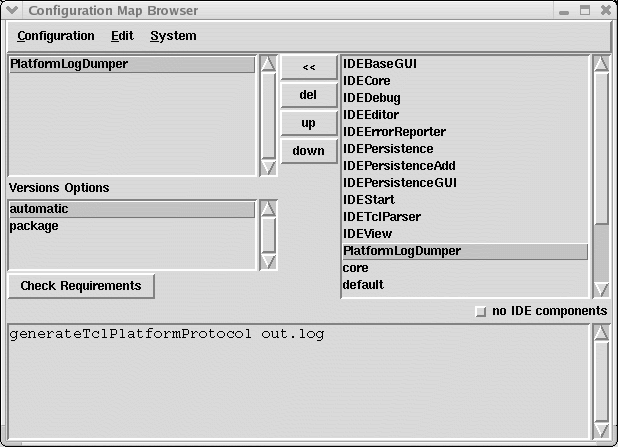 Configuration Map Browser
Configuration Edit System
PlatformLogDumper
<<
del
up
down
IDEBaseGUI
IDECore
IDEDebug
IDEEditor
IDEErrorReporter
IDEPersistence
IDEPersistenceAdd
IDEPersistenceGUI
IDEStart
IDETclParser
IDEView
PlatformLogDumper
core
default
Versions Options
automatic
package
Check Requirements
no IDE components
generateTclPlatformProtocol out.log